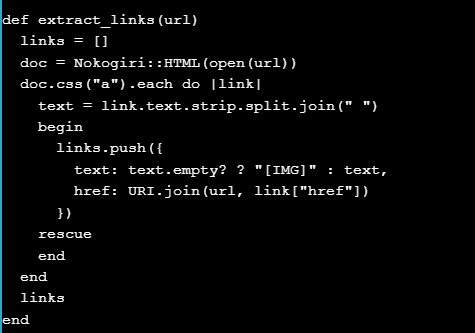 def extract_links(url)
  links = []
  doc = Nokogiri::HTML(open(url))
  doc.css("a").each do |link|
    text = link.text.strip.split.join(" ")
    begin
      links.push({
        text: text.empty? ? "[IMG]" : text,
        href: URI.join(url, link["href"])
      })
    rescue
    end
  end
  links
end